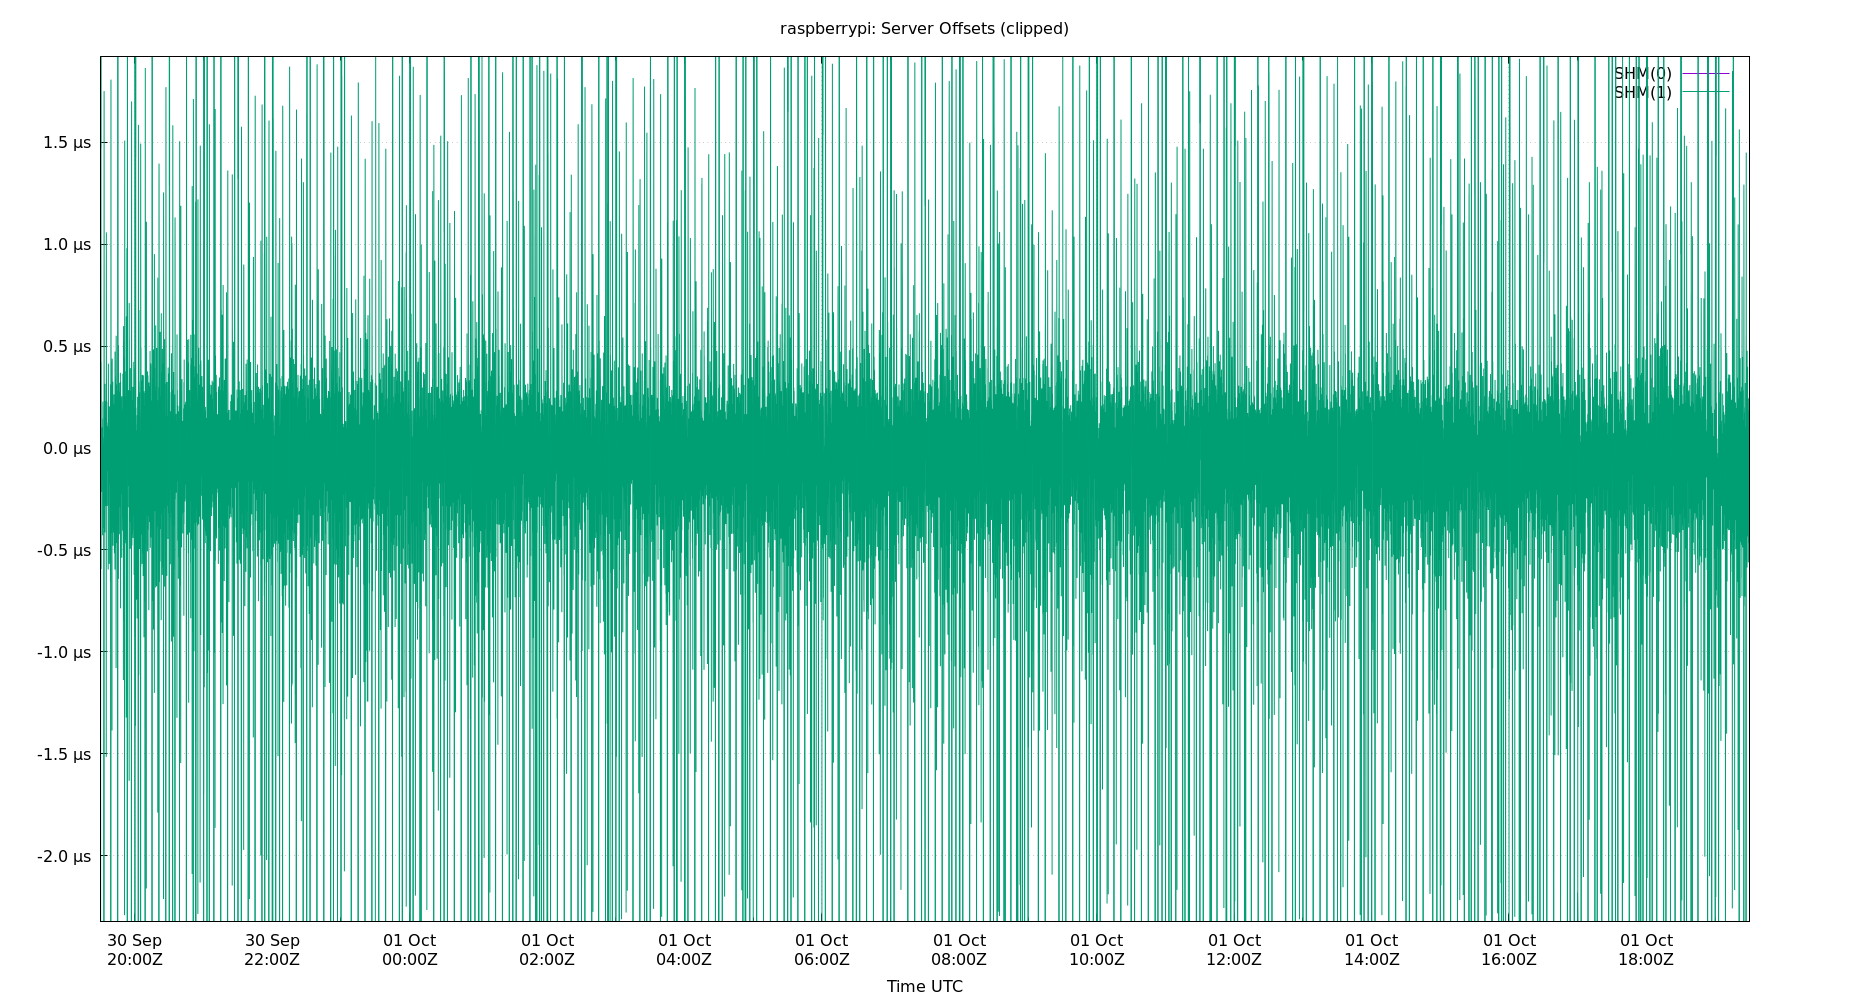 raspberrypi: Server Offsets (clipped)
SHM(0)
SHM(1)
1.5 µs
1.0 µs
0.5 µs
0.0 µs
-0.5 µs
-1.0 µs
-1.5 µs
-2.0 µs
30 Sep 30 Sep 01 Oct 01 Oct 01 Oct 01 Oct 01 Oct 01 Oct 01 Oct 01 Oct 01 Oct 01 Oct
20:00Z 22:00Z 00:00Z 02:00Z 04:00Z 06:00Z 08:00Z 10:00Z 12:00Z 14:00Z 16:00Z 18:00Z
Time UTC